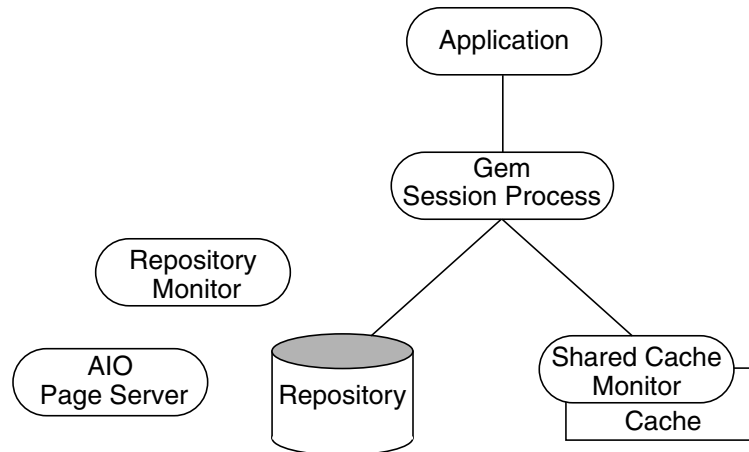 Application
Gem
Session Process
Repository
Monitor
AIO
Page Server
Repository
Shared Cache
Monitor
Cache